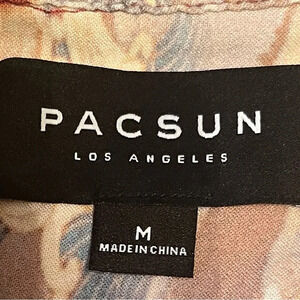 PACSUN
LOS ANGELES
M
MADE IN CHINA